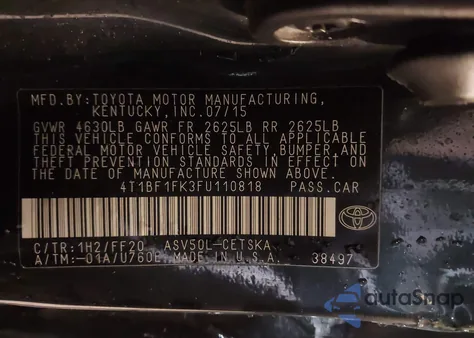 MFD.BY: TOYOTA MOTOR MANUFACTURING,
KENTUCKY, INC. 07/15
GVWR 4630LB GAWR FR 2625LB RR 2625LB
THIS VEHICLE CONFORMS TO ALL APPLICABLE
FEDERAL MOTOR VEHICLE SAFETY, BUMPER, AND
THEFT PREVENTION STANDARDS IN EFFECT ON
THE DATE OF MANUFACTURE SHOWN ABOVE.
4T1BF1FK3FU110818 PASS.CAR
C/TR: 1H2/FF20 ASV50L-CETSKA
A/TM: -01A/U760E MADE IN U.S.A. 38497
autaSnap